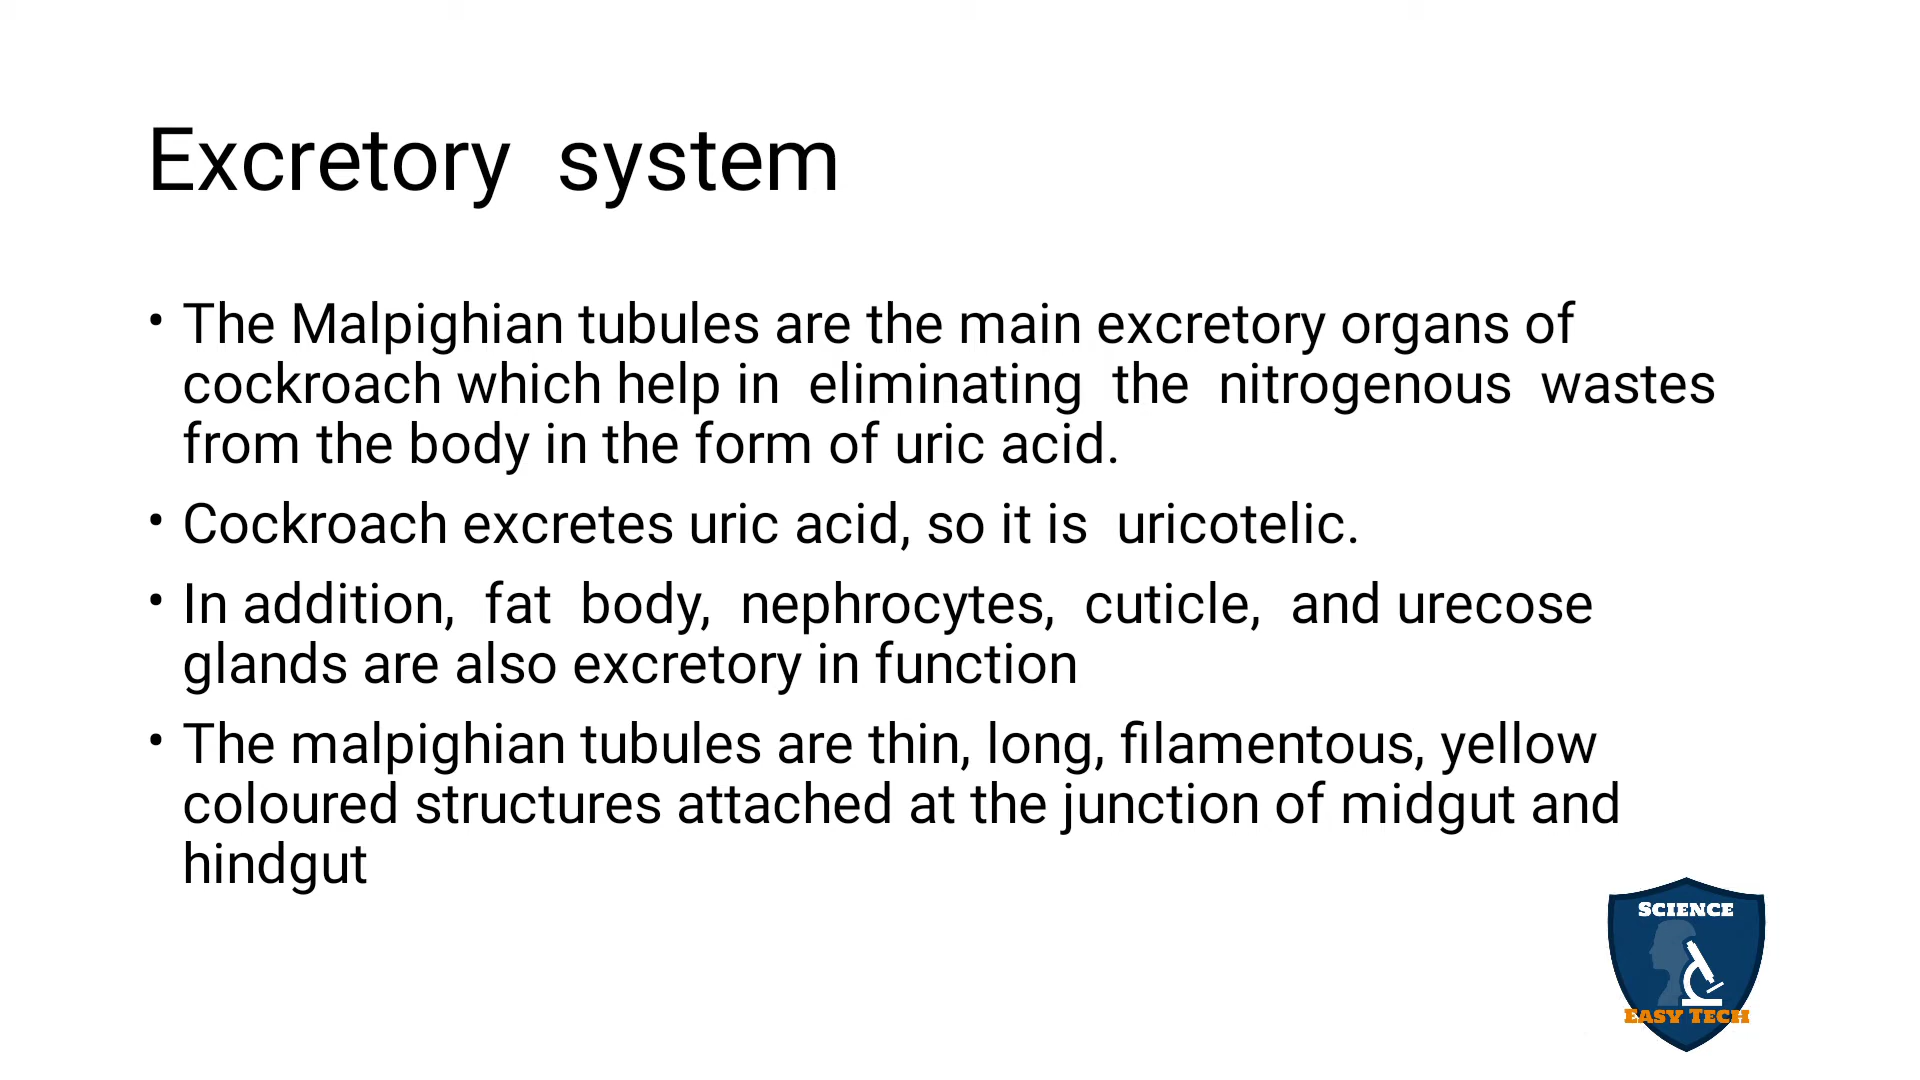 Excretory system
• The Malpighian tubules are the main excretory organs of
cockroach which help in eliminating the nitrogenous wastes
from the body in the form of uric acid.
• Cockroach excretes uric acid, so it is uricotelic.
• In addition, fat body, nephrocytes, cuticle, and urecose
glands are also excretory in function
• The malpighian tubules are thin, long, filamentous, yellow
coloured structures attached at the junction of midgut and
hindgut
SCIENCE
EASY TECH